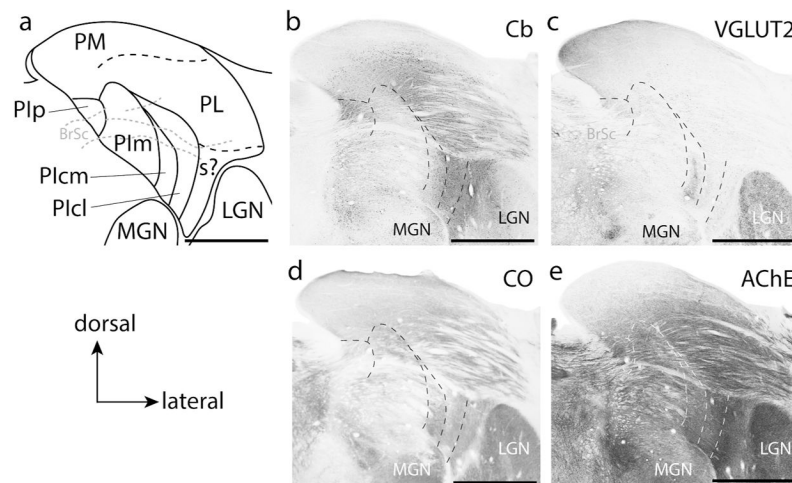 a
PM
PL
PIp
BrSc
PIm
s?
PIcm
PIcl
MGN
LGN
b
Cb
MGN
LGN
c
VGLUT2
BrSc
MGN
LGN
dorsal
lateral
d
CO
MGN
LGN
e
AChE
MGN
LGN